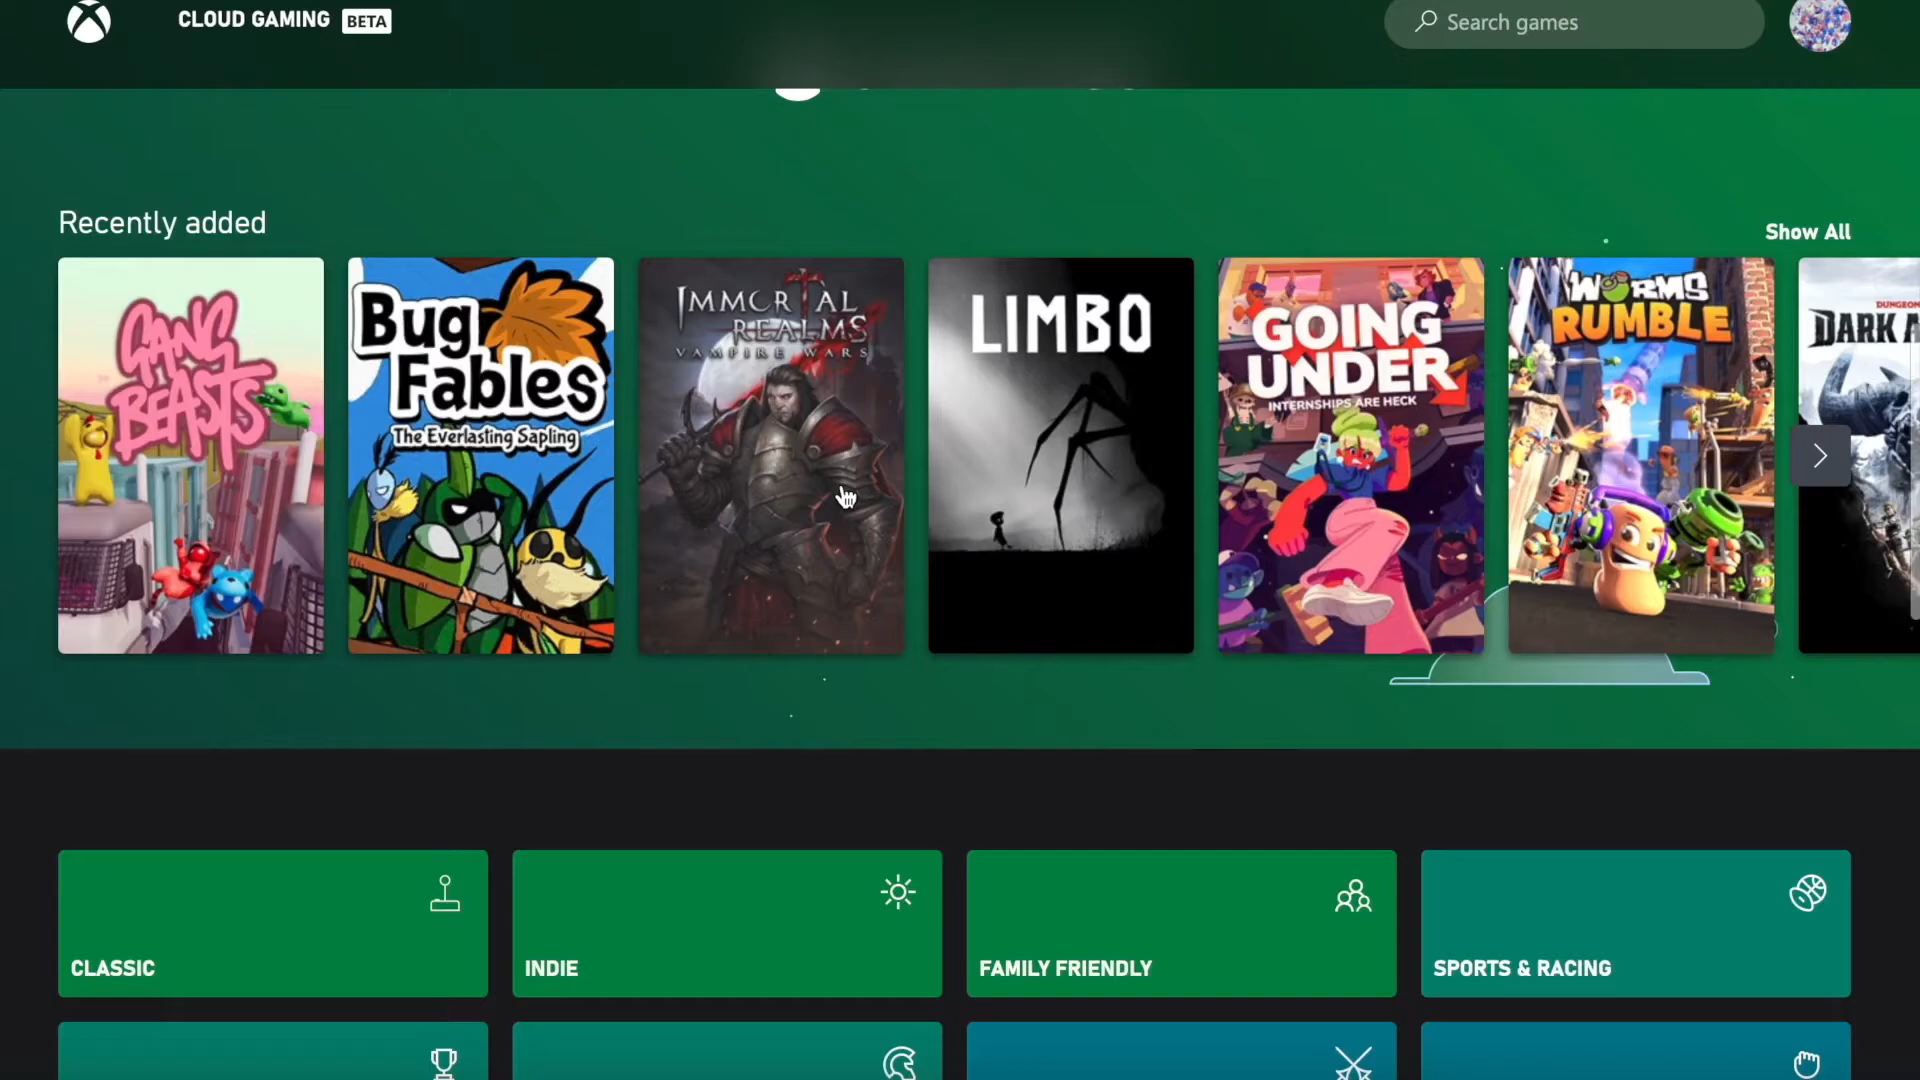 CLOUD GAMING BETA
Search games
Recently added
Show All
GANG
BEASTS
Bug
Fables
The Everlasting Sapling
IMMORTAL
REALMS
VAMPIRE WARS
LIMBO
GOING
UNDER
INTERNSHIPS ARE HECK
WORMS
RUMBLE
DUNGEON
DARK A
CLASSIC
INDIE
FAMILY FRIENDLY
SPORTS & RACING